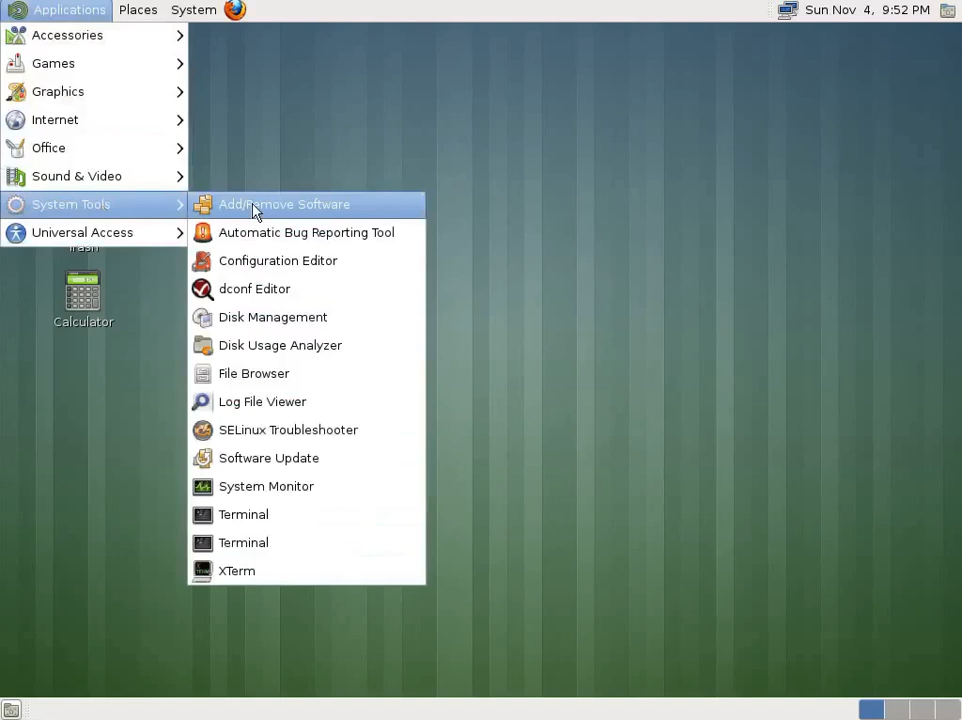 Applications Places System Sun Nov 4, 9:52 PM
Accessories
Games
Graphics
Internet
Office
Sound & Video
System Tools
Universal Access
Add/Remove Software
Automatic Bug Reporting Tool
Configuration Editor
dconf Editor
Disk Management
Disk Usage Analyzer
File Browser
Log File Viewer
SELinux Troubleshooter
Software Update
System Monitor
Terminal
Terminal
XTerm
Trash
Calculator